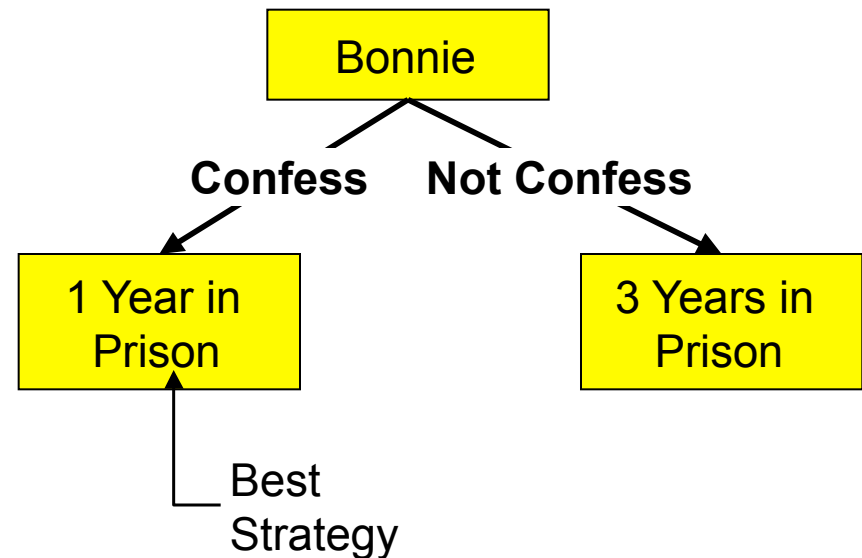 Bonnie
Confess Not Confess
1 Year in
Prison
3 Years in
Prison
Best
Strategy